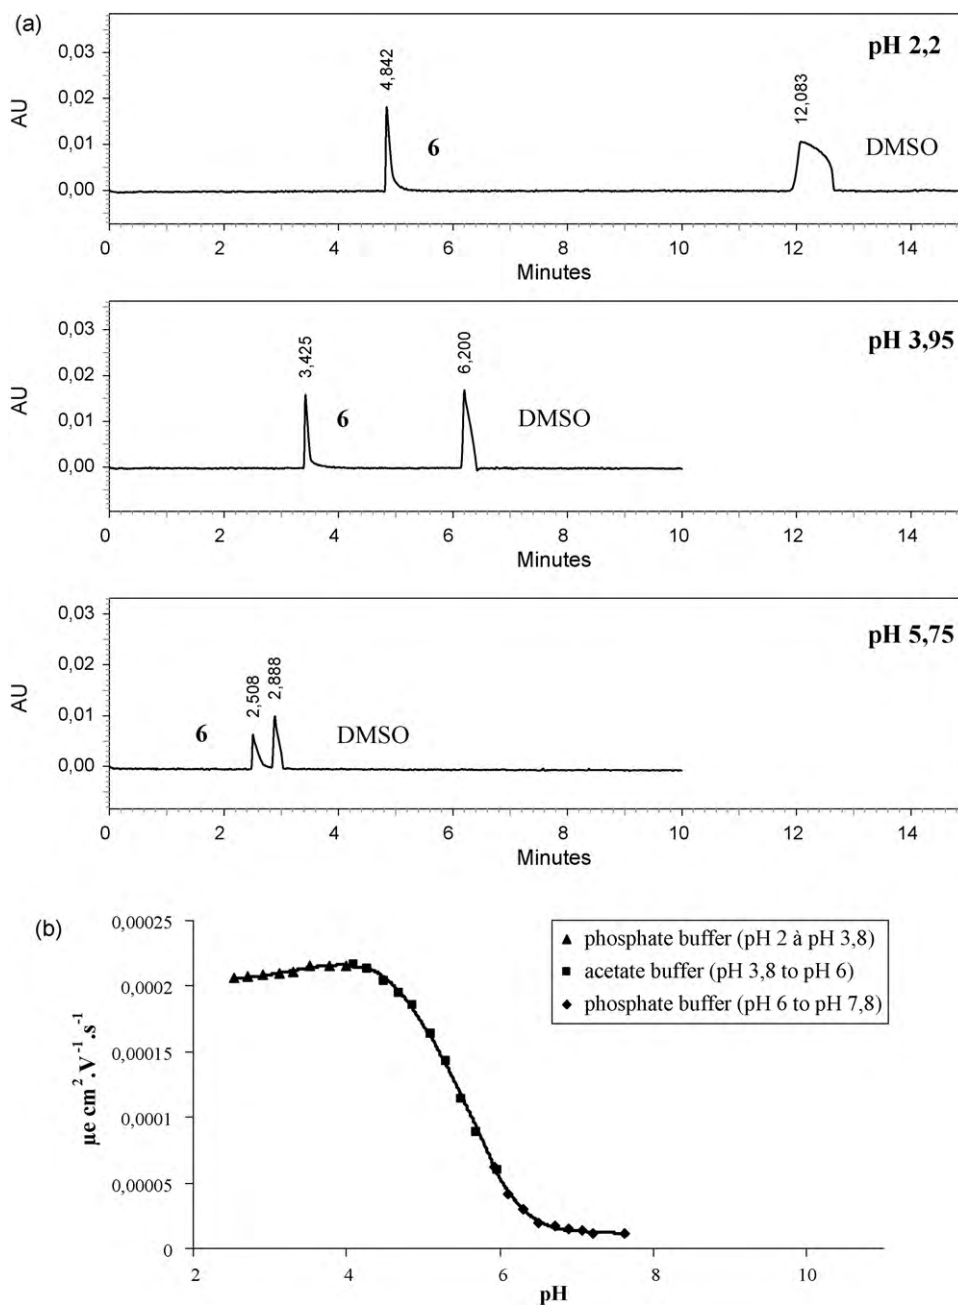 (a)
pH 2,2
0,03
0,02
0,01
0,00
AU
4,842
6
12,083
DMSO
0 2 4 6 8 10 12 14
Minutes
pH 3,95
0,03
0,02
0,01
0,00
AU
3,425
6
6,200
DMSO
0 2 4 6 8 10 12 14
Minutes
pH 5,75
0,03
0,02
0,01
0,00
AU
6
2,508
2,888
DMSO
0 2 4 6 8 10 12 14
Minutes
(b)
0,00025
0,0002
0,00015
0,0001
0,00005
0
µe cm².V⁻¹.s⁻¹
phosphate buffer (pH 2 à pH 3,8)
acetate buffer (pH 3,8 to pH 6)
phosphate buffer (pH 6 to pH 7,8)
2 4 6 8 10
pH